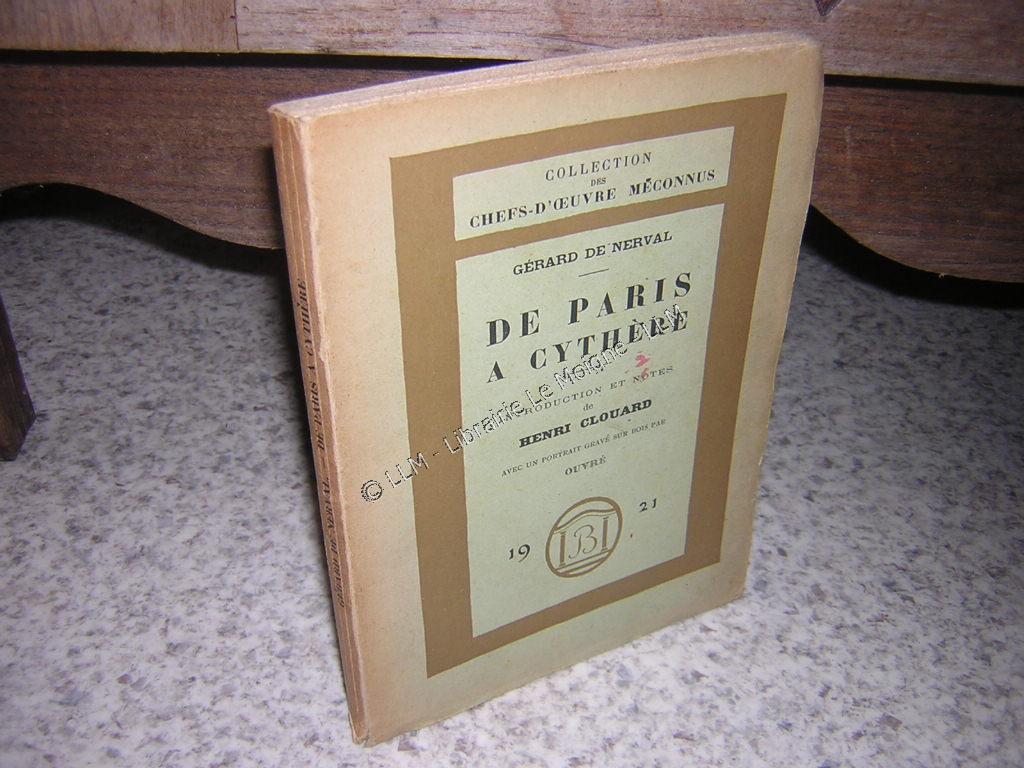 COLLECTION
DES
CHEFS-D'ŒUVRE MÉCONNUS
GÉRARD DE NERVAL
DE PARIS
A CYTHÈRE
INTRODUCTION ET NOTES
de
HENRI CLOUARD
AVEC UN PORTRAIT GRAVÉ SUR BOIS PAR
OUVRÉ
19 B 21
GÉRARD DE NERVAL — DE PARIS A CYTHÈRE
© LLM - Librairie Le Moigne - LLM